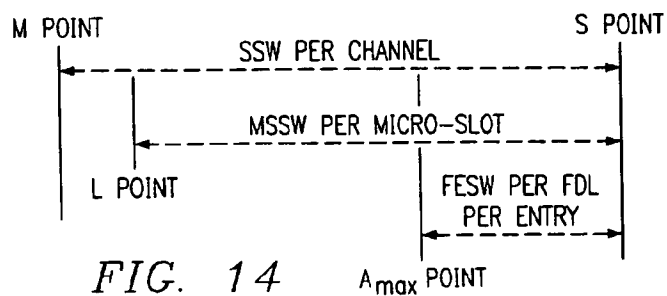 M POINT
S POINT
SSW PER CHANNEL
MSSW PER MICRO-SLOT
L POINT
FESW PER FDL
PER ENTRY
FIG. 14
Amax POINT